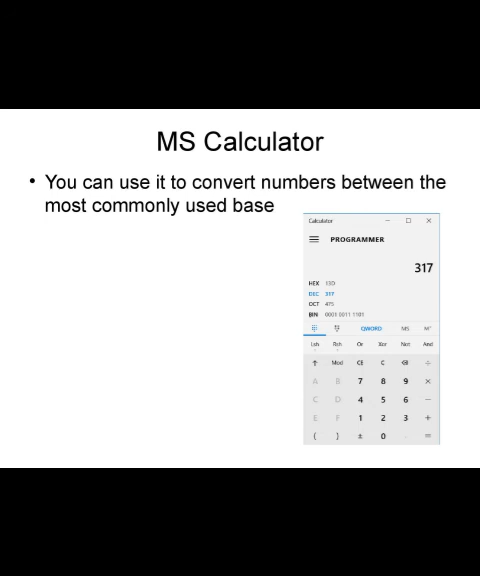 MS Calculator
• You can use it to convert numbers between the
most commonly used base
Calculator
PROGRAMMER
317
HEX 13D
DEC 317
OCT 475
BIN 0001 0011 1101
QWORD MS M˅
Lsh Rsh Or Xor Not And
↑ Mod CE C ⌫ ÷
A B 7 8 9 ×
C D 4 5 6 −
E F 1 2 3 +
( ) ± 0 . =